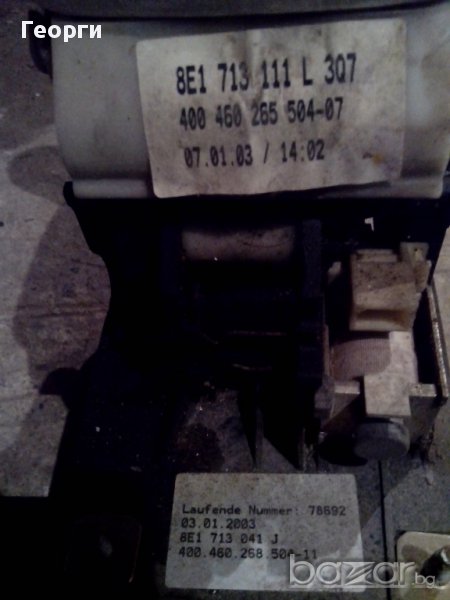 Георги
8E1 713 111 L 3Q7
400 460 265 504-07
07.01.03 / 14:02
Laufende Nummer: 78692
03.01.2003
8E1 713 041 J
400.460.268.504-11
bazar.bg